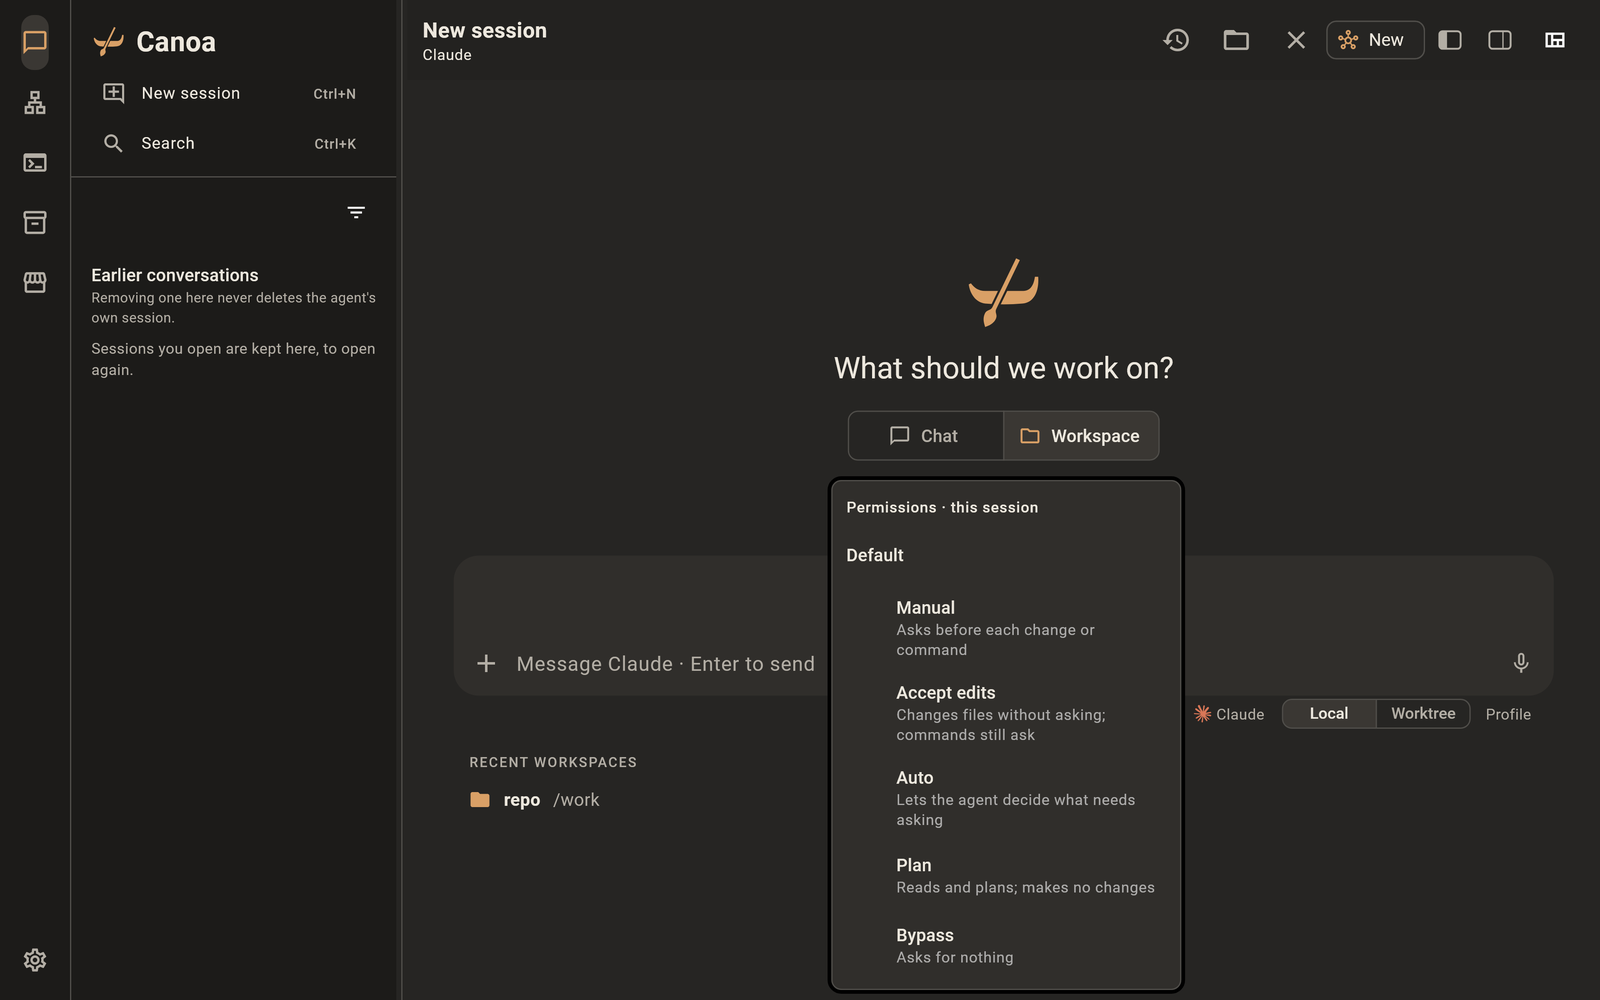 Canoa
New session Ctrl+N
Search Ctrl+K
Earlier conversations
Removing one here never deletes the agent's
own session.
Sessions you open are kept here, to open
again.
New session
Claude
New
What should we work on?
Chat
Workspace
Permissions · this session
Default
Manual
Asks before each change or
command
Accept edits
Changes files without asking;
commands still ask
Auto
Lets the agent decide what needs
asking
Plan
Reads and plans; makes no changes
Bypass
Asks for nothing
Message Claude · Enter to send
Claude
Local
Worktree
Profile
RECENT WORKSPACES
repo /work